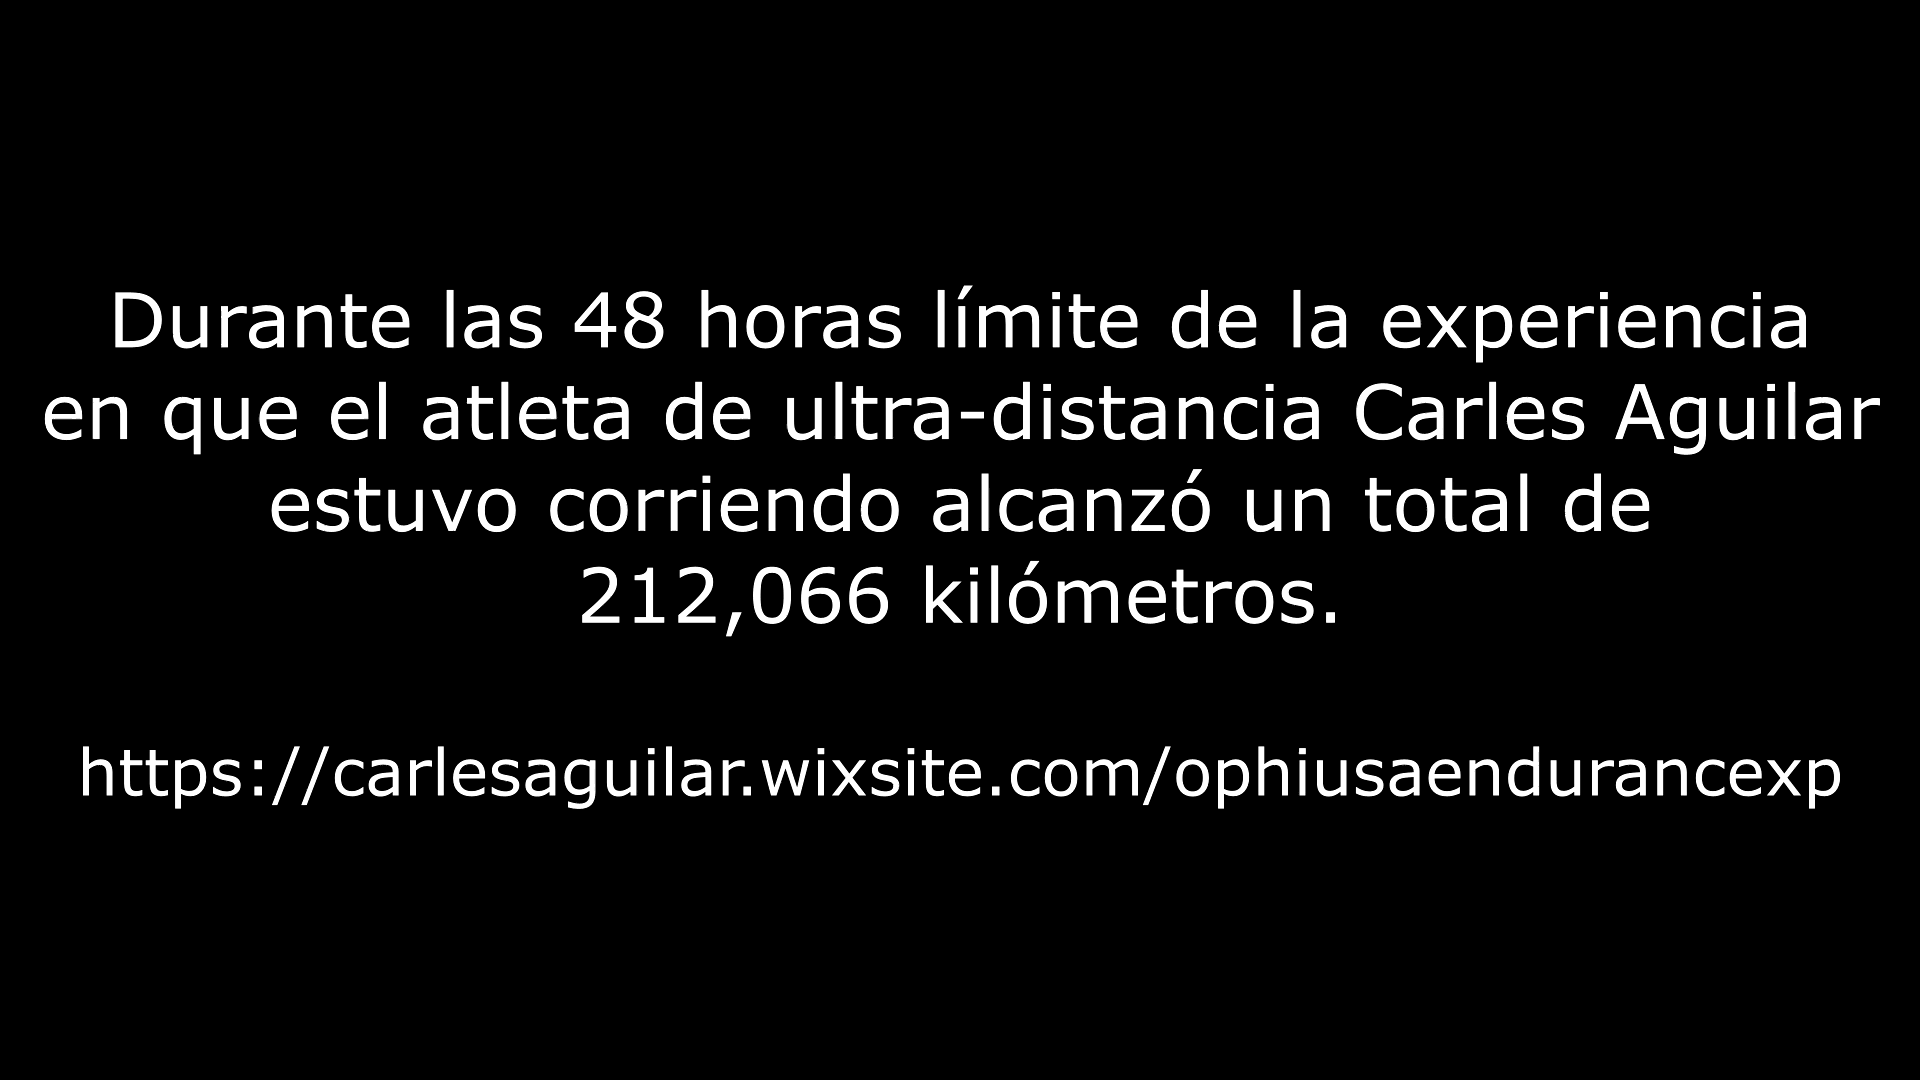 Durante las 48 horas límite de la experiencia
en que el atleta de ultra-distancia Carles Aguilar
estuvo corriendo alcanzó un total de
212,066 kilómetros.
https://carlesaguilar.wixsite.com/ophiusaendurancexp